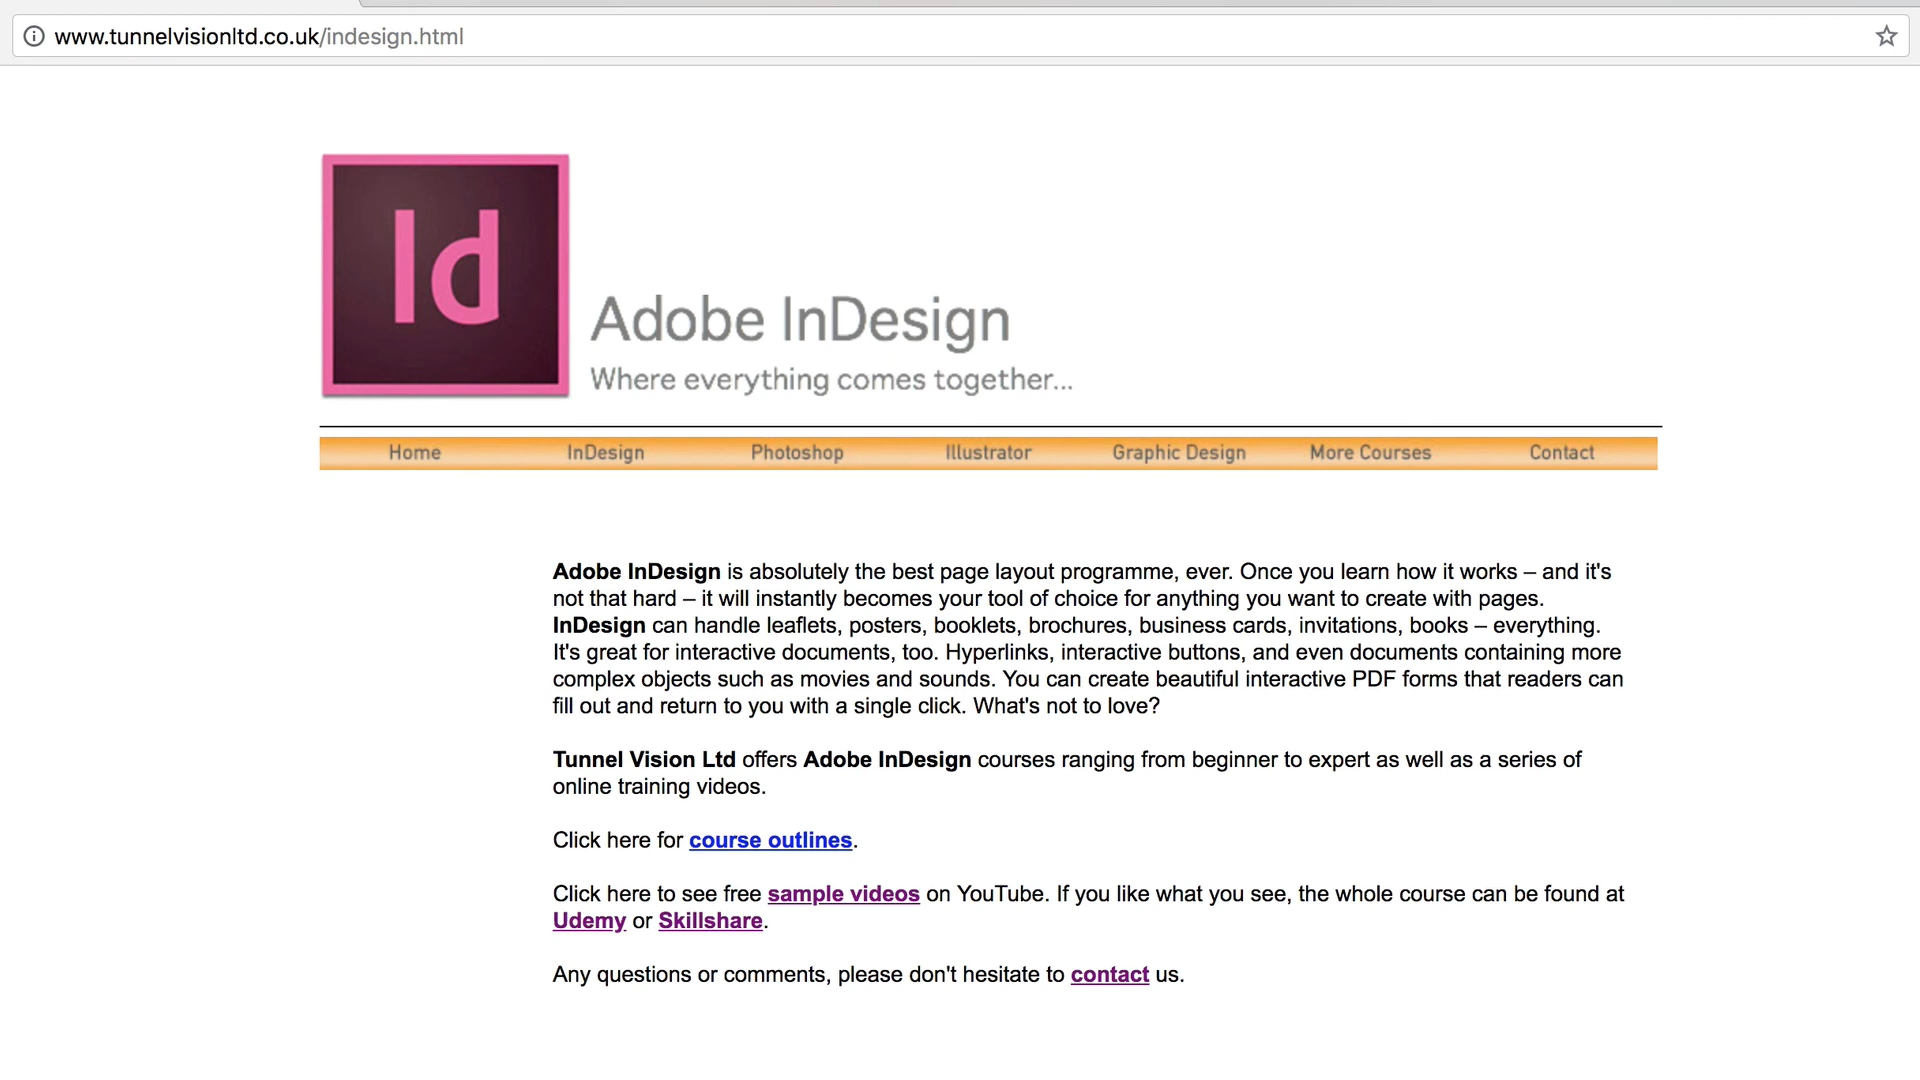 www.tunnelvisionltd.co.uk/indesign.html
Id
Adobe InDesign
Where everything comes together...
Home InDesign Photoshop Illustrator Graphic Design More Courses Contact
Adobe InDesign is absolutely the best page layout programme, ever. Once you learn how it works – and it's
not that hard – it will instantly becomes your tool of choice for anything you want to create with pages.
InDesign can handle leaflets, posters, booklets, brochures, business cards, invitations, books – everything.
It's great for interactive documents, too. Hyperlinks, interactive buttons, and even documents containing more
complex objects such as movies and sounds. You can create beautiful interactive PDF forms that readers can
fill out and return to you with a single click. What's not to love?
Tunnel Vision Ltd offers Adobe InDesign courses ranging from beginner to expert as well as a series of
online training videos.
Click here for course outlines.
Click here to see free sample videos on YouTube. If you like what you see, the whole course can be found at
Udemy or Skillshare.
Any questions or comments, please don't hesitate to contact us.